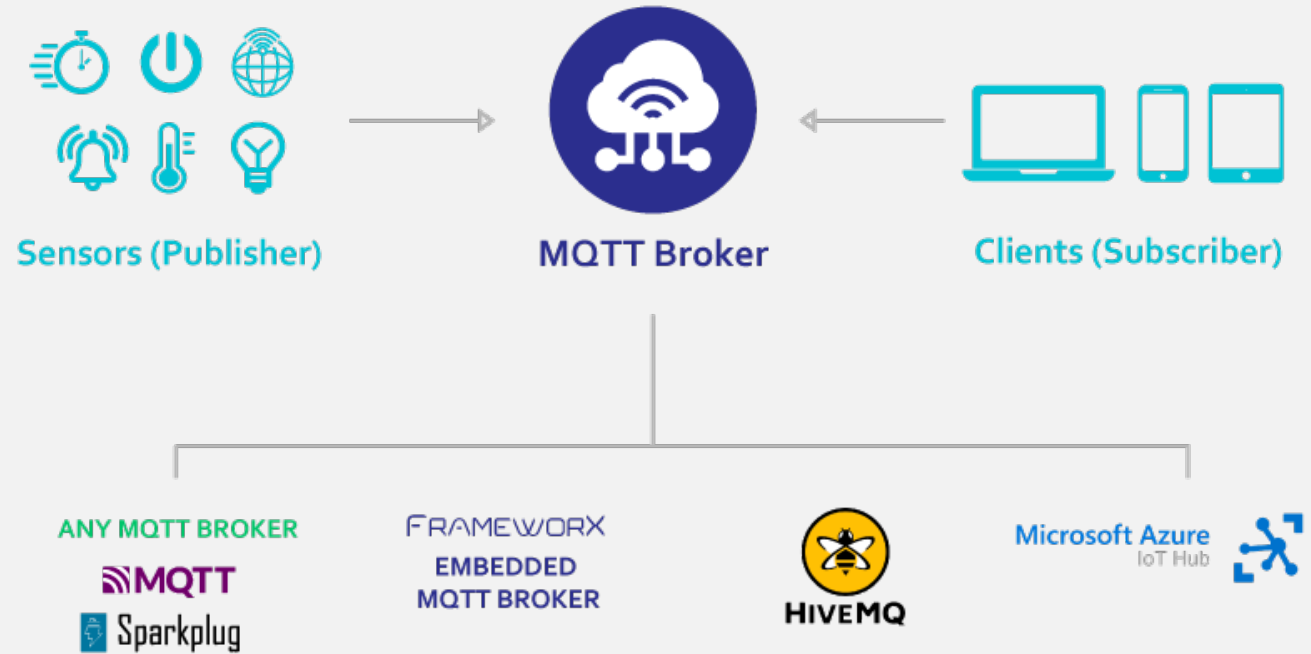 Sensors (Publisher)
MQTT Broker
Clients (Subscriber)
ANY MQTT BROKER
MQTT
Sparkplug
FRAMEWORX
EMBEDDED
MQTT BROKER
HIVEMQ
Microsoft Azure
IoT Hub